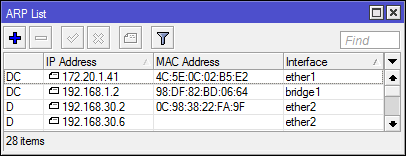 ARP List
Find
IP Address MAC Address Interface
DC 172.20.1.41 4C:5E:0C:02:B5:E2 ether1
DC 192.168.1.2 98:DF:82:BD:06:64 bridge1
D 192.168.30.2 0C:98:38:22:FA:9F ether2
D 192.168.30.6 ether2
28 items